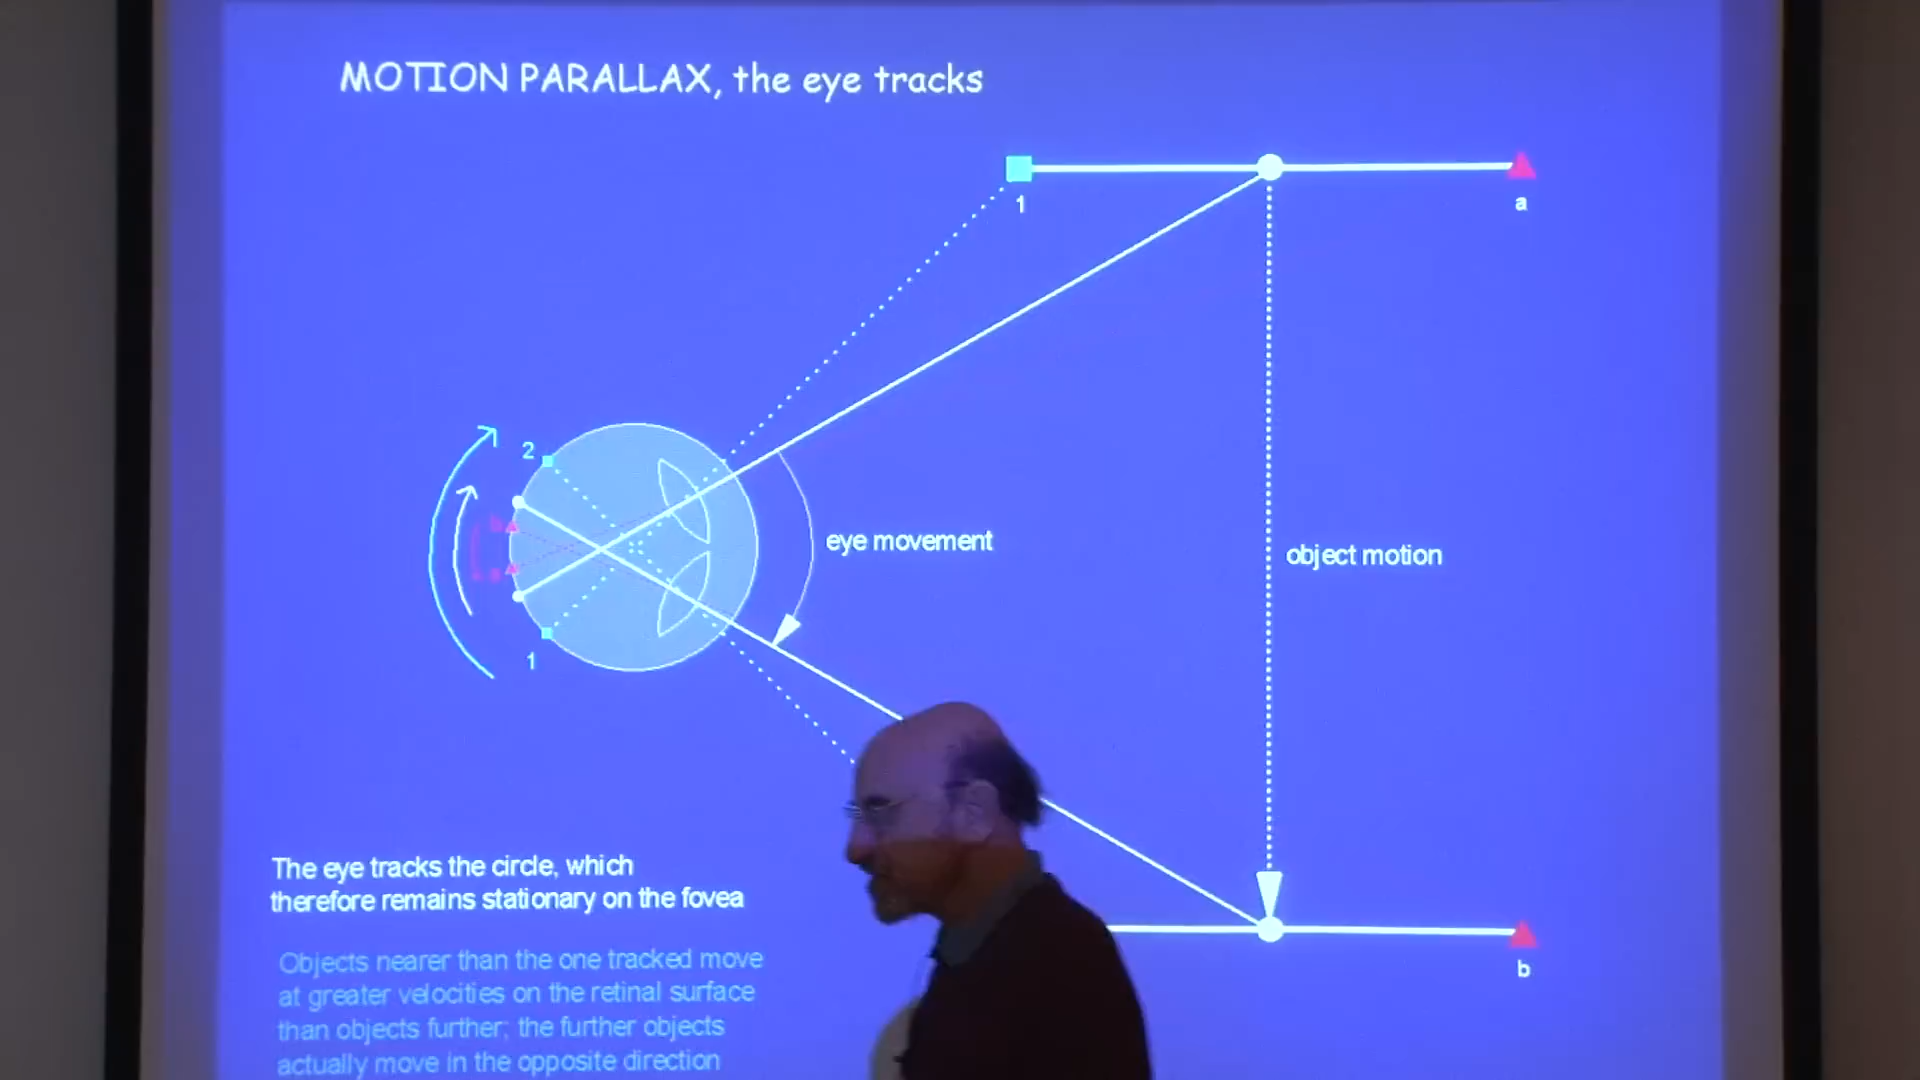 MOTION PARALLAX, the eye tracks
1
a
2
eye movement
object motion
1
The eye tracks the circle, which
therefore remains stationary on the fovea
b
Objects nearer than the one tracked move
at greater velocities on the retinal surface
than objects further; the further objects
actually move in the opposite direction